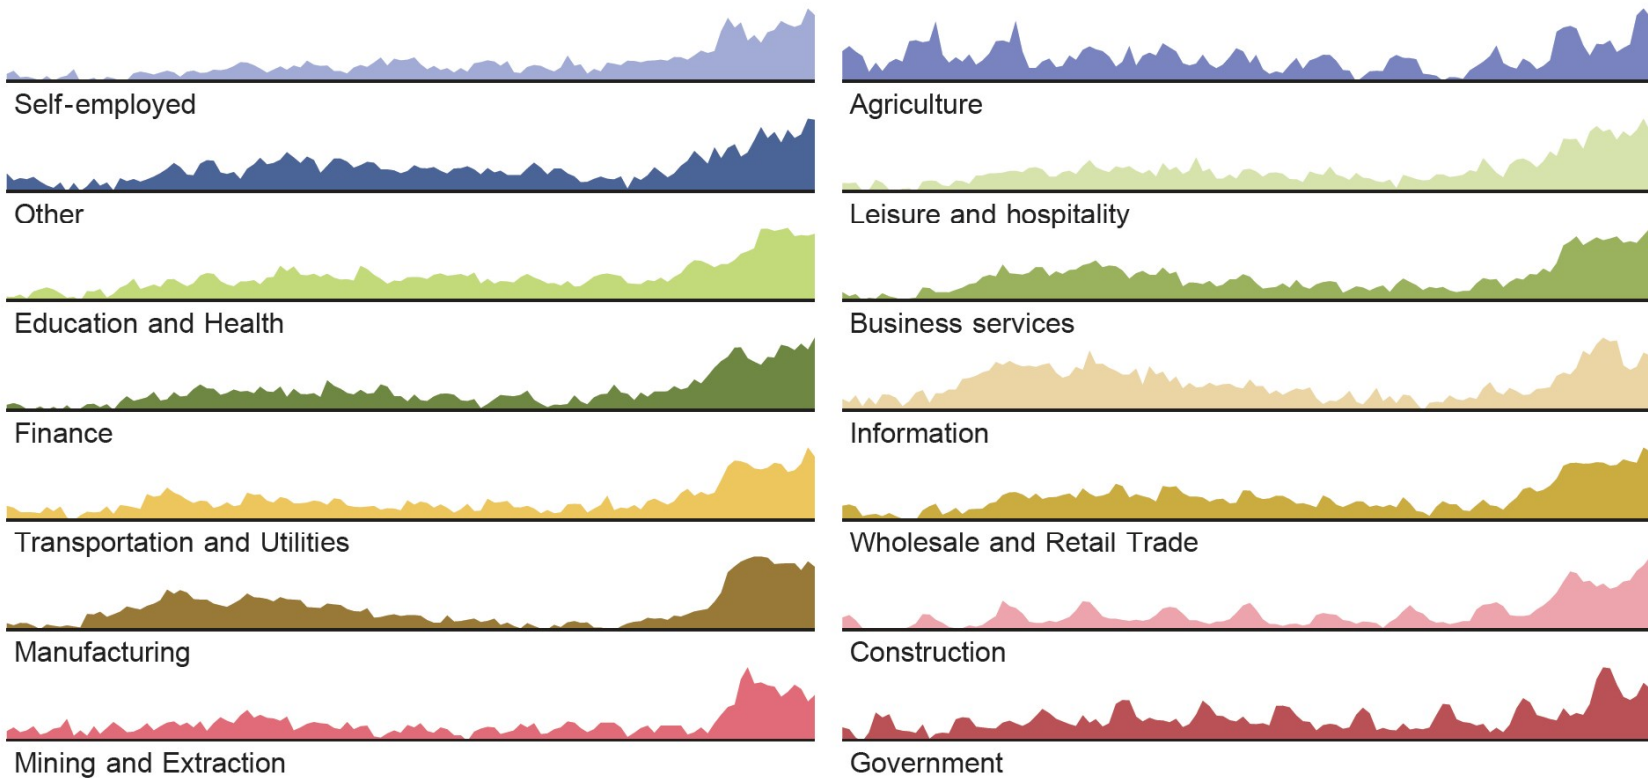 Self-employed
Agriculture
Other
Leisure and hospitality
Education and Health
Business services
Finance
Information
Transportation and Utilities
Wholesale and Retail Trade
Manufacturing
Construction
Mining and Extraction
Government